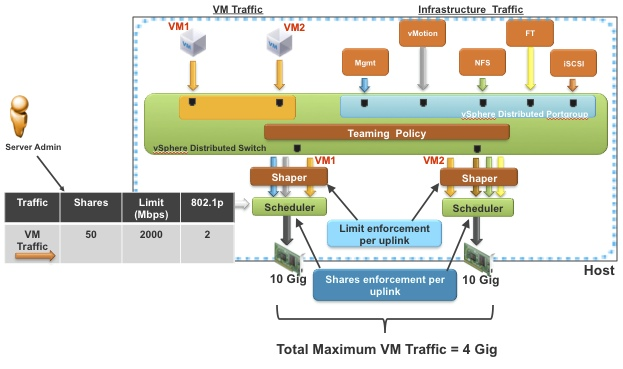 VM Traffic
Infrastructure Traffic
VM1
VM2
VM
VM
vMotion
FT
Mgmt
NFS
iSCSI
vSphere Distributed Portgroup
Teaming Policy
vSphere Distributed Switch
Server Admin
VM1
VM2
Shaper
Shaper
Traffic Shares Limit (Mbps) 802.1p
VM Traffic 50 2000 2
Scheduler
Scheduler
Limit enforcement
per uplink
Host
10 Gig
10 Gig
Shares enforcement per
uplink
Total Maximum VM Traffic = 4 Gig